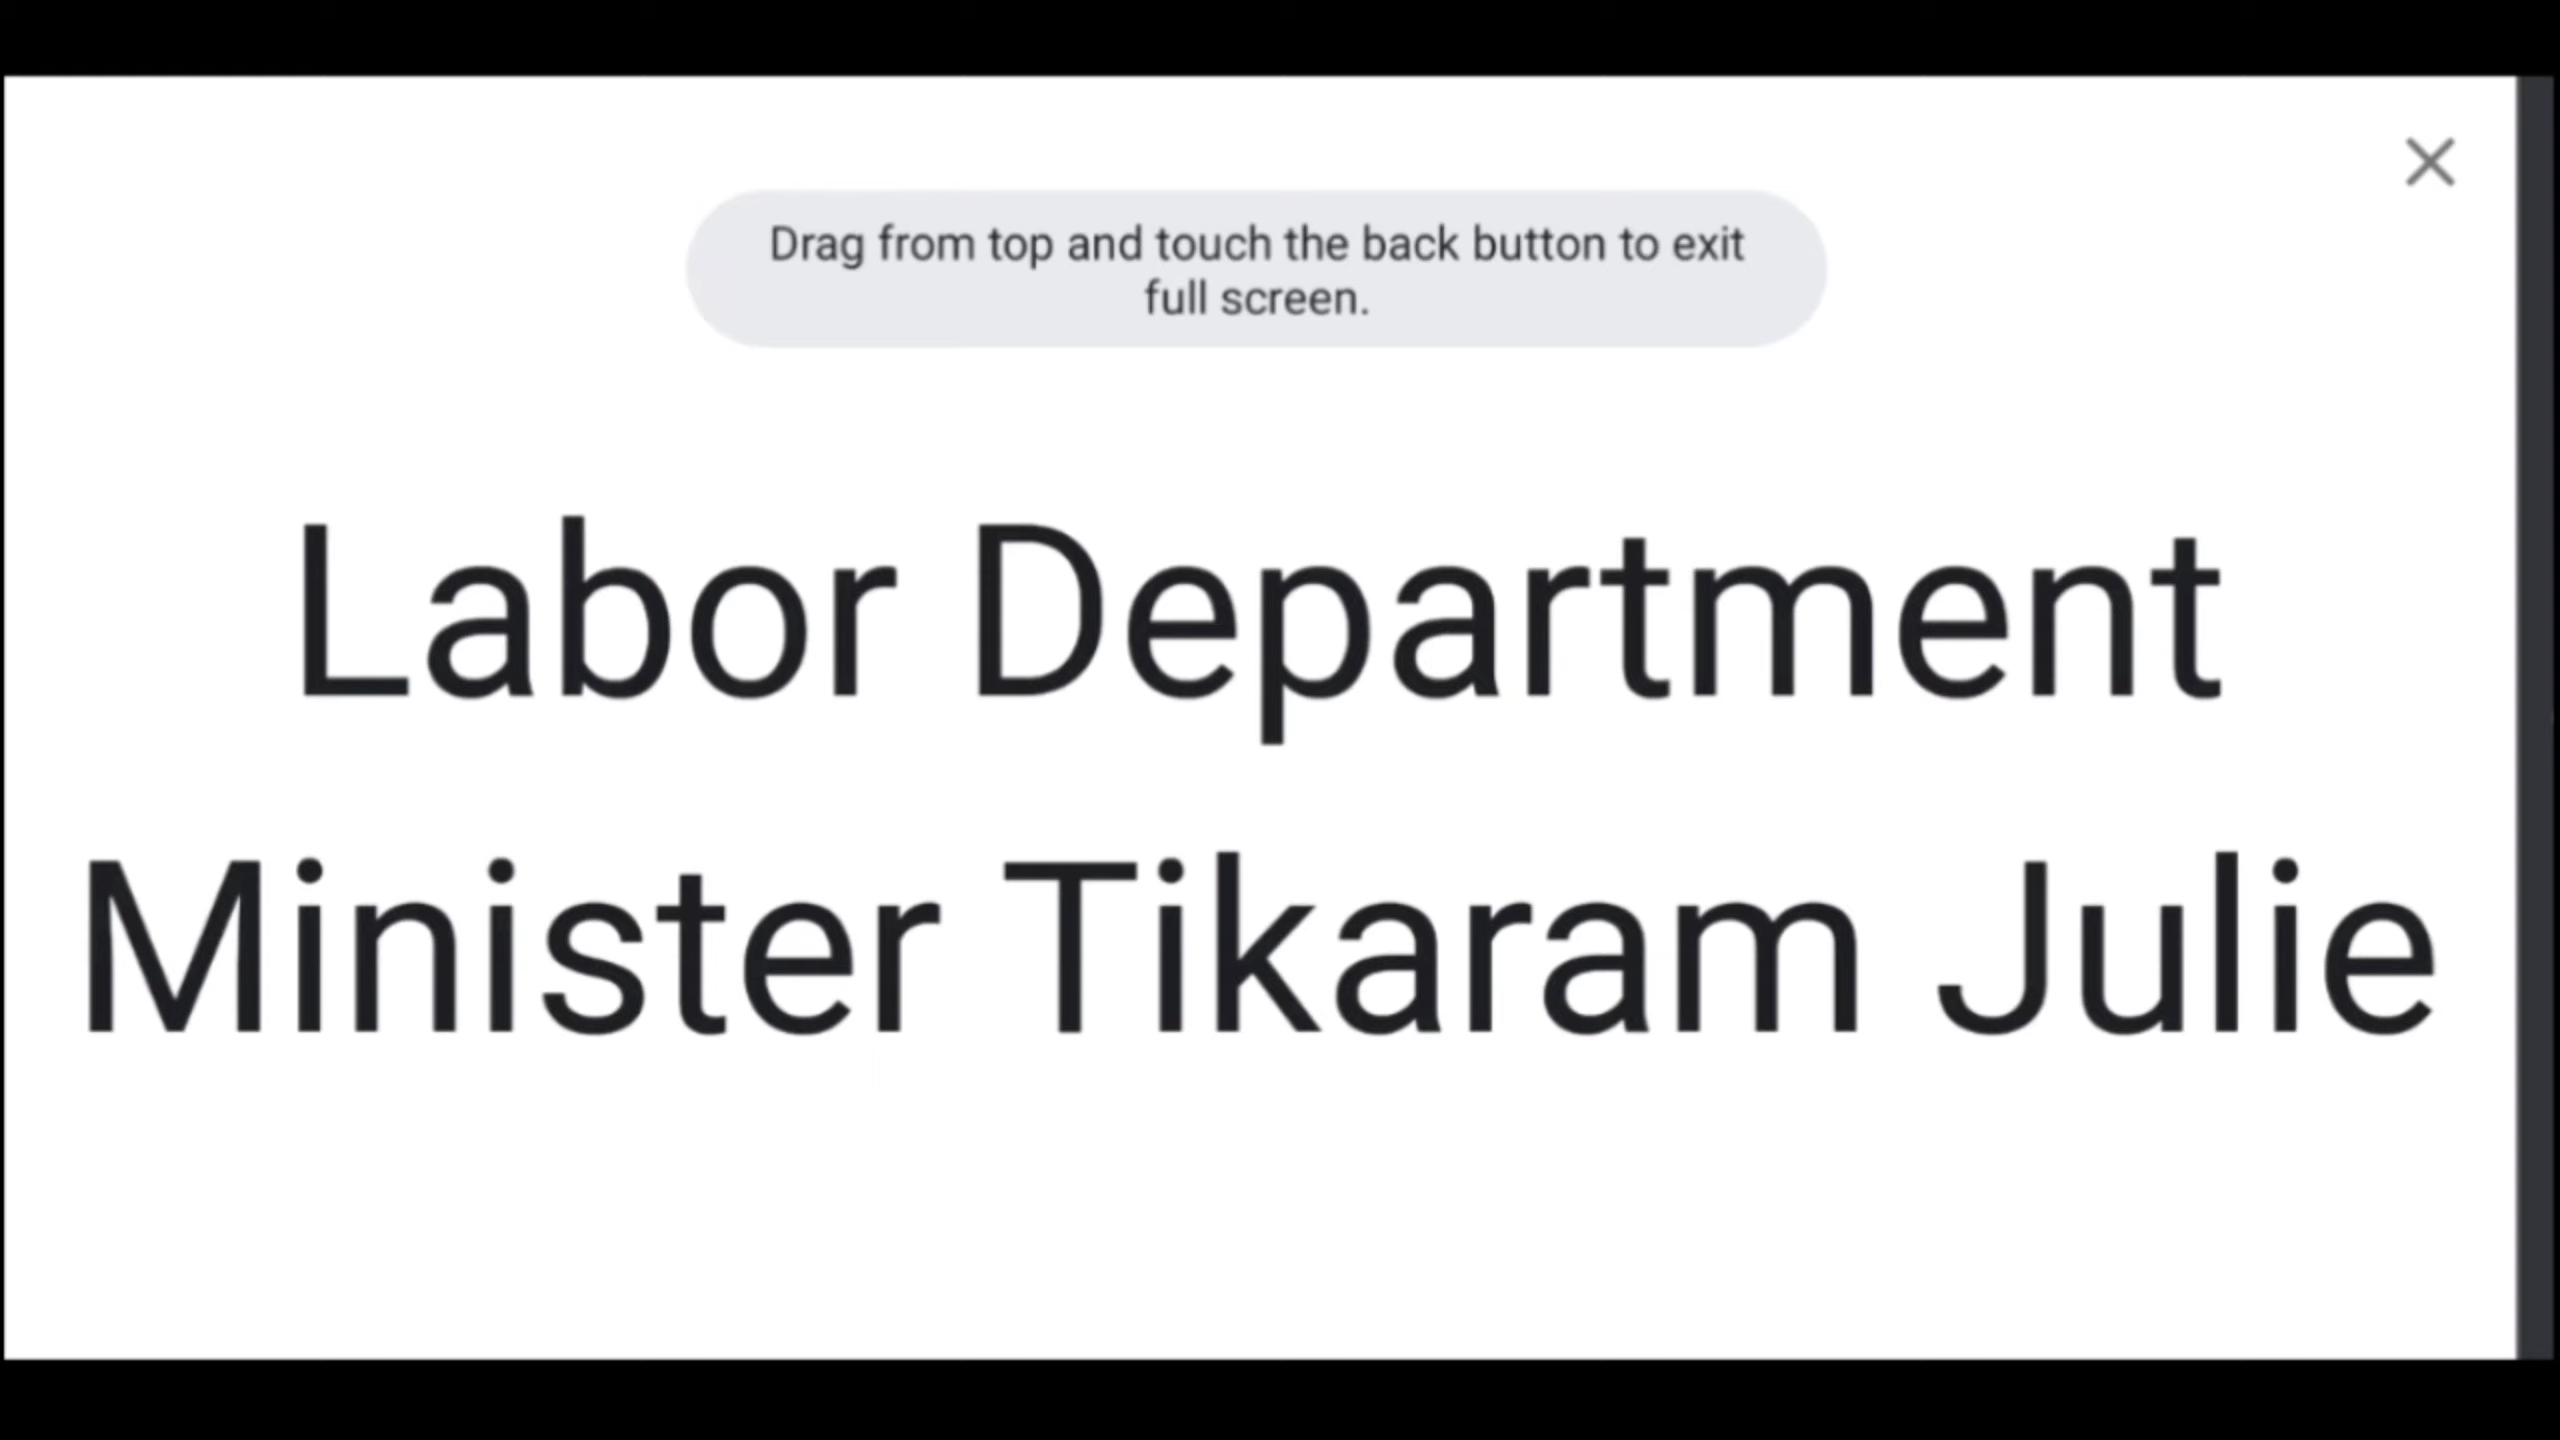 Drag from top and touch the back button to exit
full screen.
Labor Department
Minister Tikaram Julie